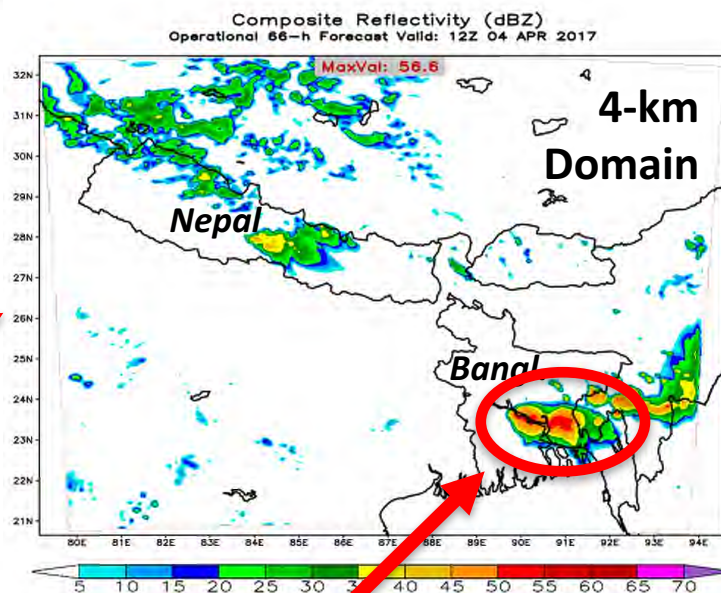 Composite Reflectivity (dBZ)
Operational 66-h Forecast Valid: 12Z 04 APR 2017
MaxVal: 56.6
32N
31N
30N
29N
28N
27N
26N
25N
24N
23N
22N
21N
4-km
Domain
Nepal
Bangl.
80E 81E 82E 83E 84E 85E 86E 87E 88E 89E 90E 91E 92E 93E 94E
5 10 15 20 25 30 40 45 50 55 60 65 70